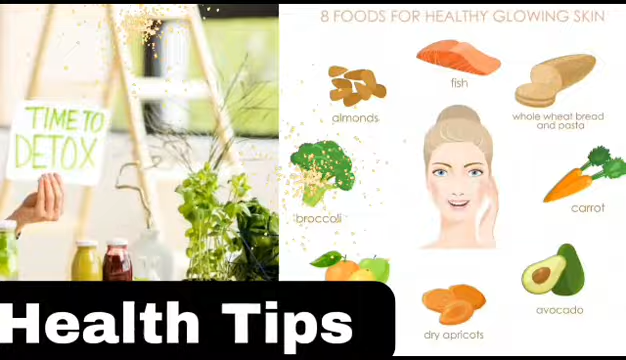 TIME TO
DETOX
8 FOODS FOR HEALTHY GLOWING SKIN
fish
almonds
whole wheat bread
and pasta
broccoli
carrot
avocado
dry apricots
Health Tips